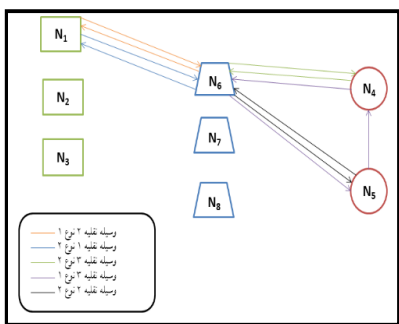 N1
N6
N4
N2
N7
N3
N5
N8
وسیله نقلیه ۲ نوع ۱
وسیله نقلیه ۱ نوع ۲
وسیله نقلیه ۳ نوع ۲
وسیله نقلیه ۳ نوع ۱
وسیله نقلیه ۲ نوع ۲